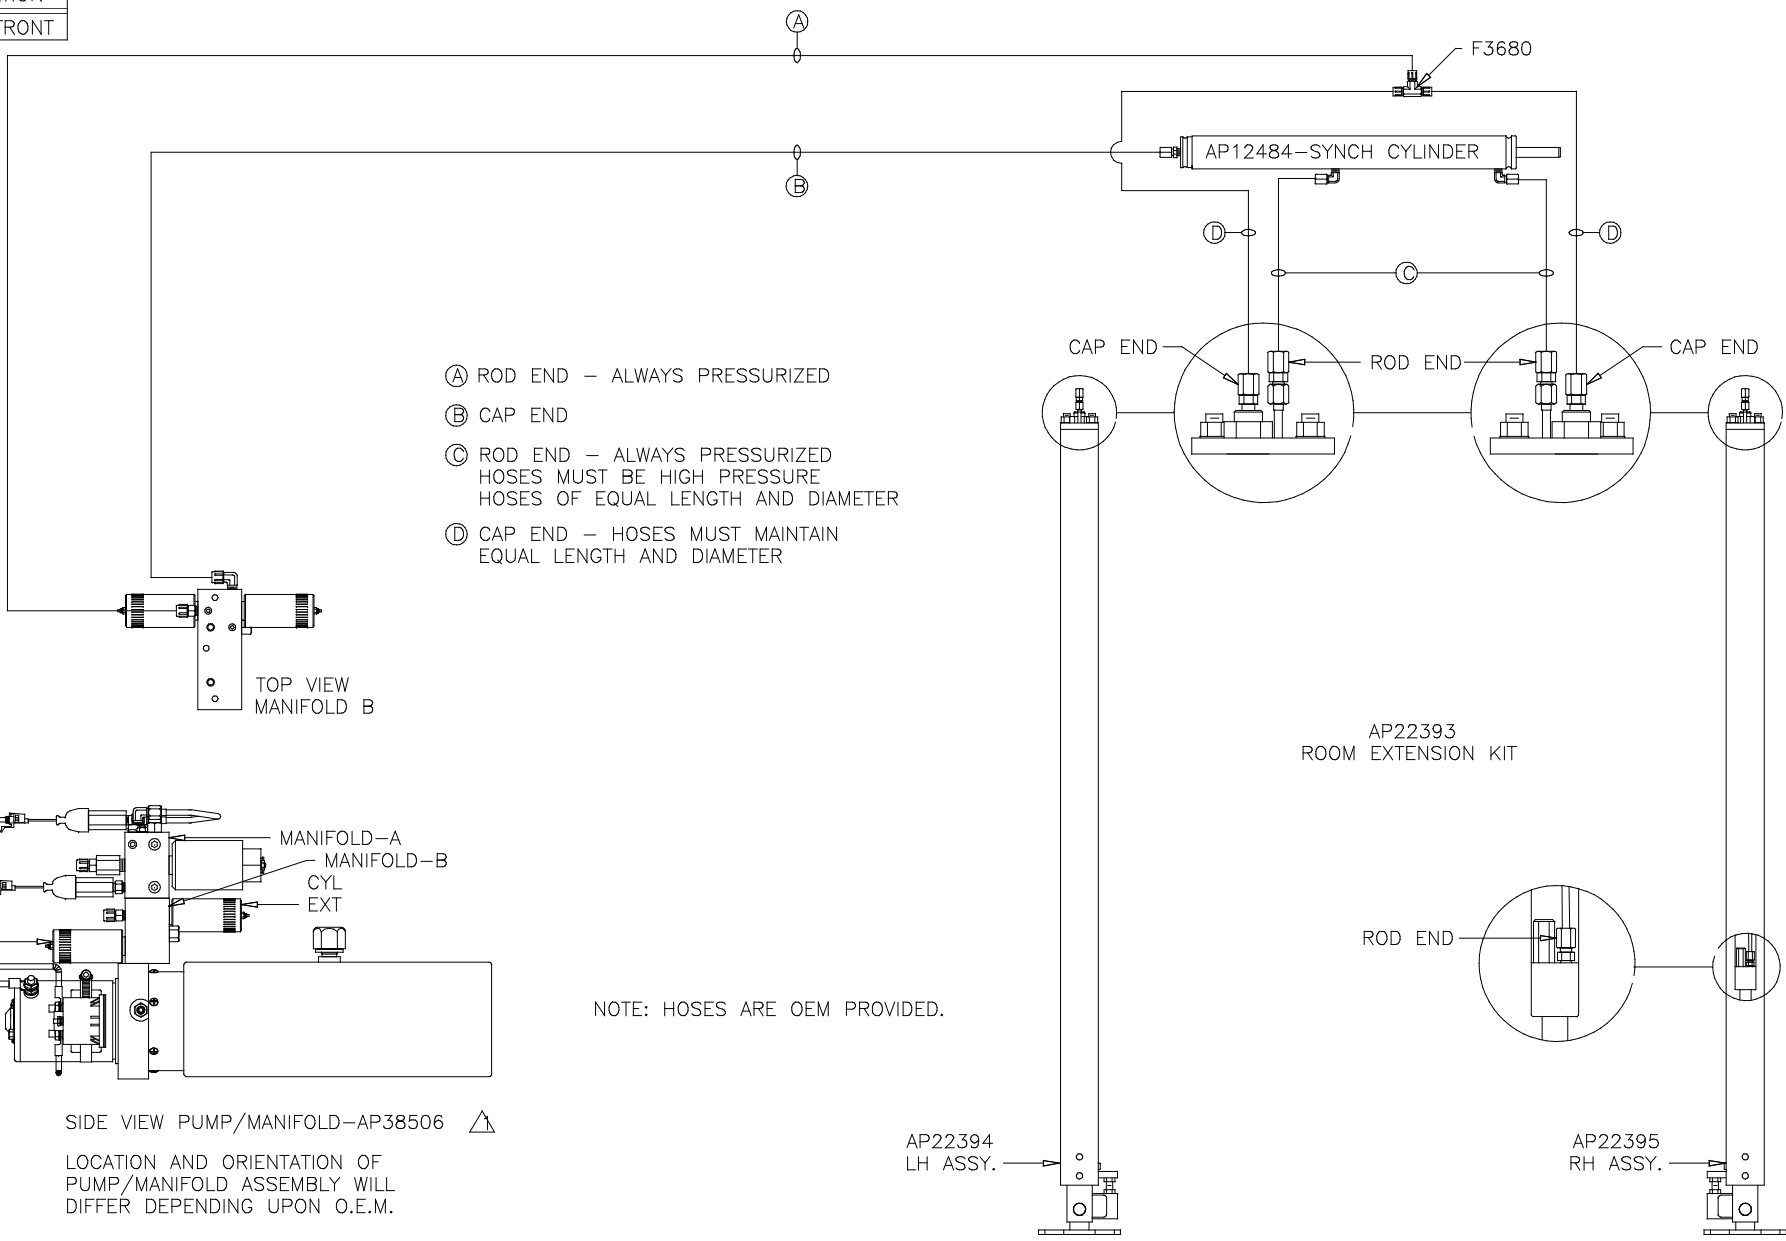 FRONT
A
F3680
AP12484-SYNCH CYLINDER
B
D
D
C
CAP END
ROD END
CAP END
A ROD END - ALWAYS PRESSURIZED
B CAP END
C ROD END - ALWAYS PRESSURIZED
HOSES MUST BE HIGH PRESSURE
HOSES OF EQUAL LENGTH AND DIAMETER
D CAP END - HOSES MUST MAINTAIN
EQUAL LENGTH AND DIAMETER
TOP VIEW
MANIFOLD B
AP22393
ROOM EXTENSION KIT
MANIFOLD-A
MANIFOLD-B
CYL
EXT
ROD END
NOTE: HOSES ARE OEM PROVIDED.
SIDE VIEW PUMP/MANIFOLD-AP38506 1
LOCATION AND ORIENTATION OF
PUMP/MANIFOLD ASSEMBLY WILL
DIFFER DEPENDING UPON O.E.M.
AP22394
LH ASSY.
AP22395
RH ASSY.